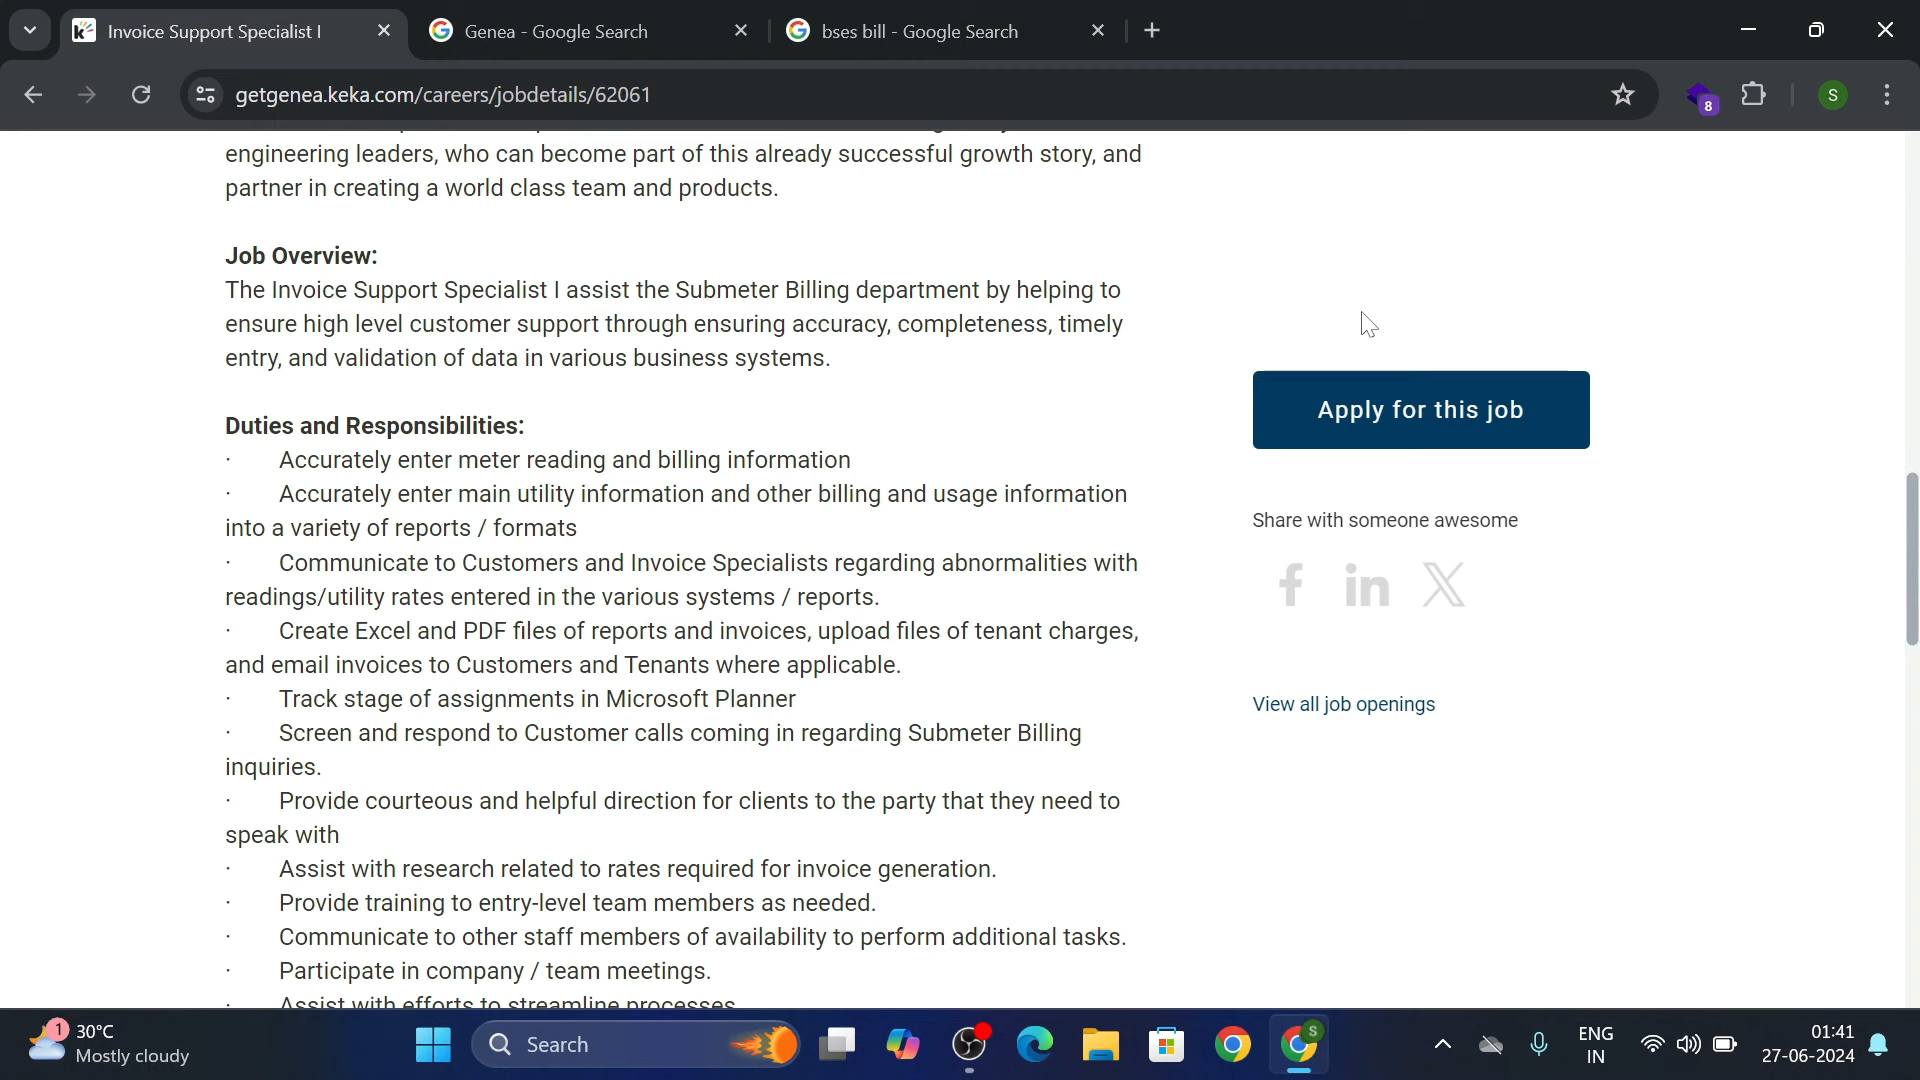 Invoice Support Specialist I
Genea - Google Search
bses bill - Google Search
getgenea.keka.com/careers/jobdetails/62061
8
S
engineering leaders, who can become part of this already successful growth story, and
partner in creating a world class team and products.
Job Overview:
The Invoice Support Specialist I assist the Submeter Billing department by helping to
ensure high level customer support through ensuring accuracy, completeness, timely
entry, and validation of data in various business systems.
Duties and Responsibilities:
· Accurately enter meter reading and billing information
· Accurately enter main utility information and other billing and usage information
into a variety of reports / formats
· Communicate to Customers and Invoice Specialists regarding abnormalities with
readings/utility rates entered in the various systems / reports.
· Create Excel and PDF files of reports and invoices, upload files of tenant charges,
and email invoices to Customers and Tenants where applicable.
· Track stage of assignments in Microsoft Planner
· Screen and respond to Customer calls coming in regarding Submeter Billing
inquiries.
· Provide courteous and helpful direction for clients to the party that they need to
speak with
· Assist with research related to rates required for invoice generation.
· Provide training to entry-level team members as needed.
· Communicate to other staff members of availability to perform additional tasks.
· Participate in company / team meetings.
· Assist with efforts to streamline processes
Apply for this job
Share with someone awesome
View all job openings
1
30°C
Mostly cloudy
Search
S
ENG
IN
01:41
27-06-2024